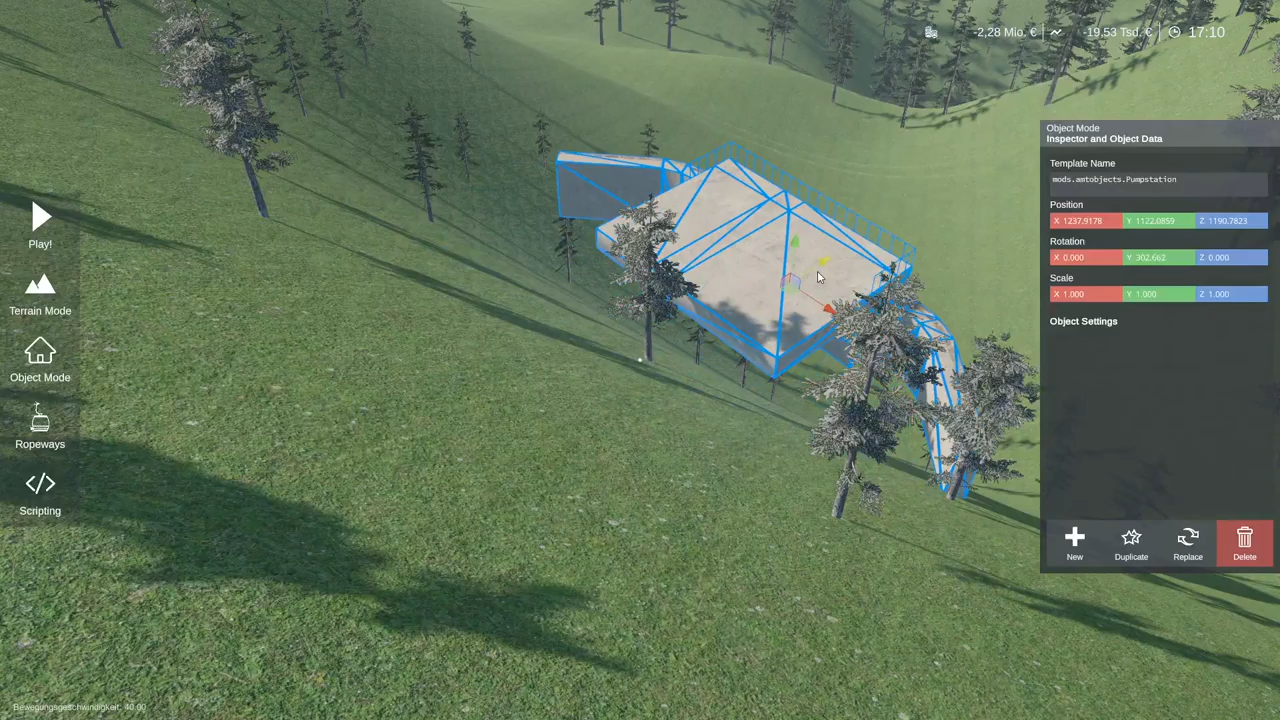 -2,28 Mio. €
-19,53 Tsd. €
17:10
Object Mode
Inspector and Object Data
Template Name
mods.amtobjects.Pumpstation
Position
X 1237.9178 Y 1122.0859 Z 1190.7823
Rotation
X 0.000 Y 302.662 Z 0.000
Scale
X 1.000 Y 1.000 Z 1.000
Object Settings
New Duplicate Replace Delete
Play!
Terrain Mode
Object Mode
Ropeways
Scripting
Bewegungsgeschwindigkeit: 40.00